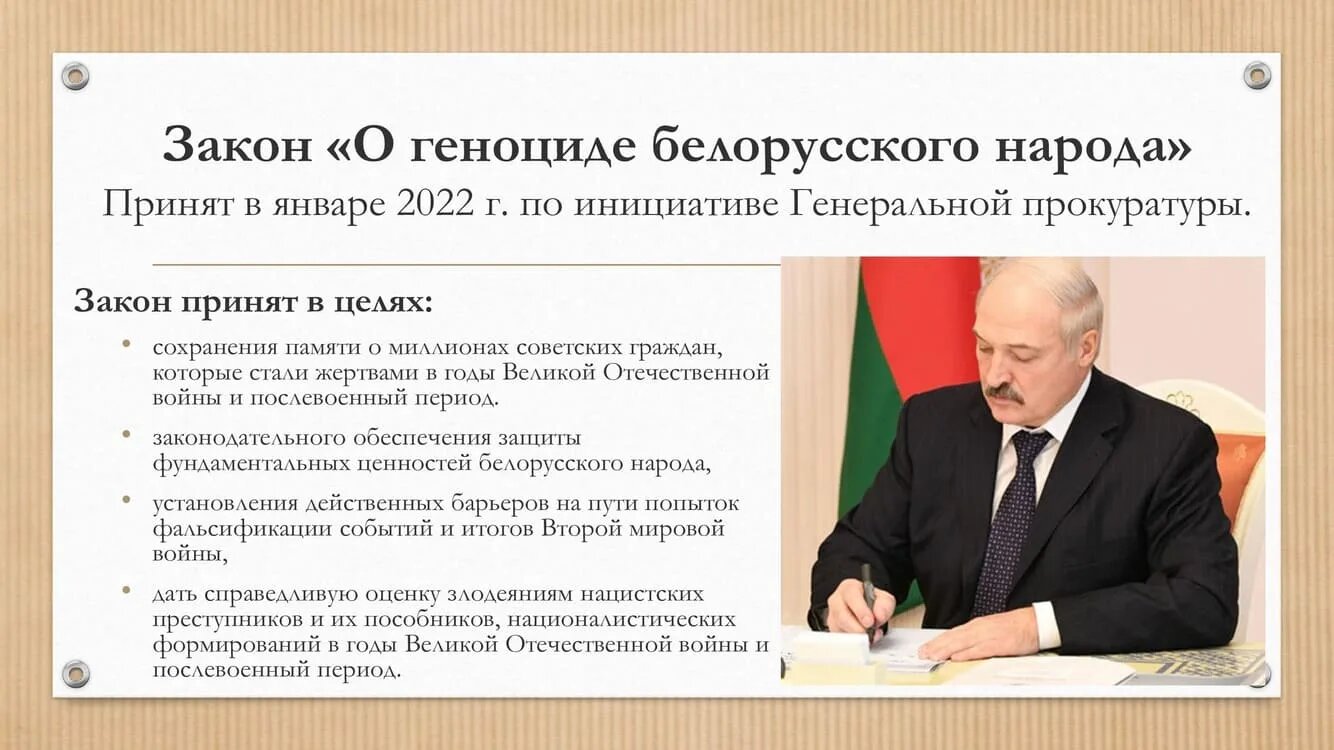 Закон «О геноциде белорусского народа»
Принят в январе 2022 г. по инициативе Генеральной прокуратуры.
Закон принят в целях:
• сохранения памяти о миллионах советских граждан,
которые стали жертвами в годы Великой Отечественной
войны и послевоенный период.
• законодательного обеспечения защиты
фундаментальных ценностей белорусского народа,
• установления действенных барьеров на пути попыток
фальсификации событий и итогов Второй мировой
войны,
• дать справедливую оценку злодеяниям нацистских
преступников и их пособников, националистических
формирований в годы Великой Отечественной войны и
послевоенный период.